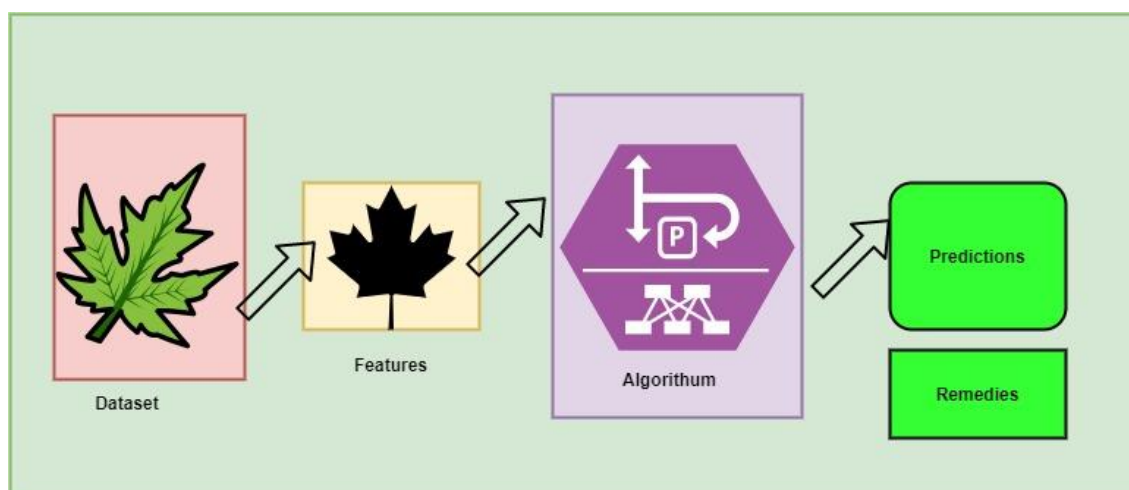 Dataset
Features
P
Algorithum
Predictions
Remedies